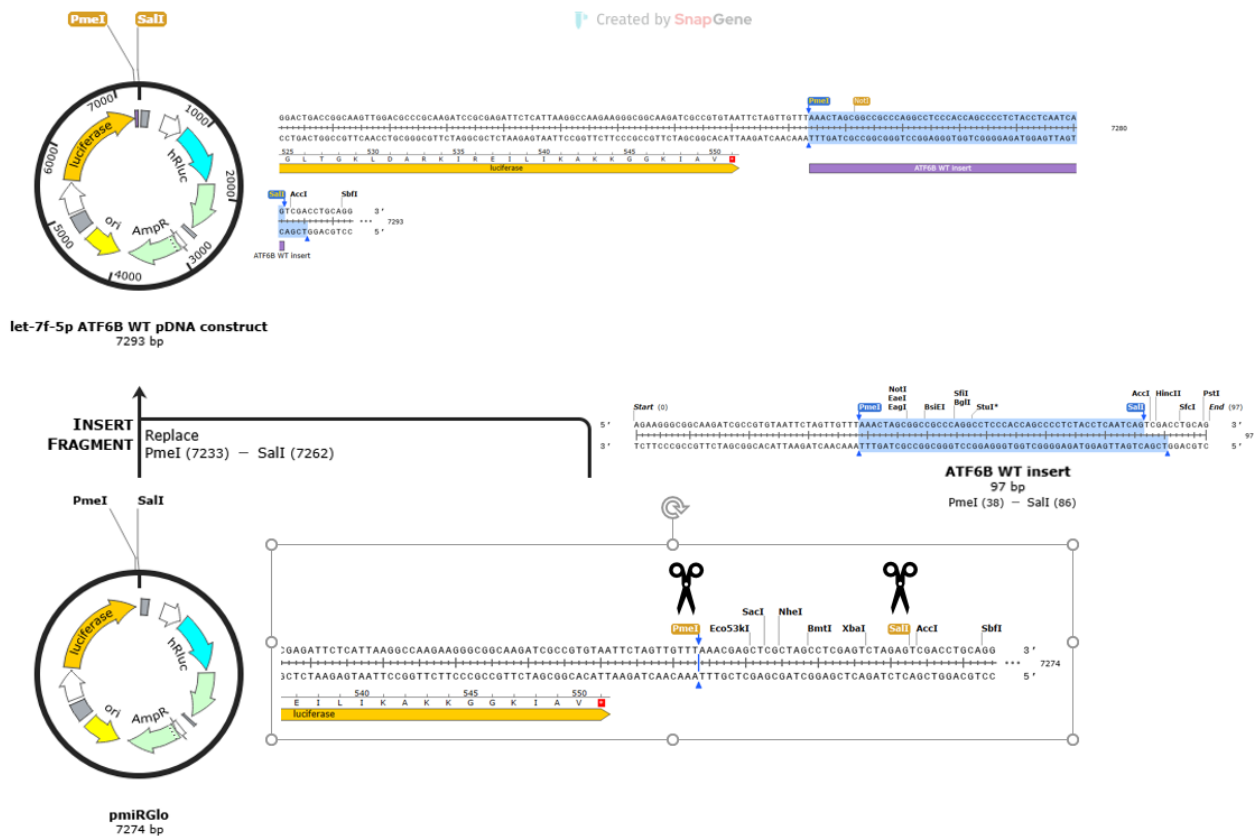 Created by SnapGene
PmeI SalI
7000 1000 2000 3000 4000 5000 6000
luciferase hRluc AmpR ori
let-7f-5p ATF6B WT pDNA construct
7293 bp
PmeI NotI
GGACTGACCGGCAAGTTGGACGCCCGCAAGATCCGCGAGATTCTCATTAAGGCCAAGAAGGGCGGCAAGATCGCCGTGTAATTCTAGTTGTTTAAACTAGCGGCCGCCCAGGCCTCCCACCAGCCCCTCTACCTCAATCA
7280
CCTGACTGGCCGTTCAACCTGCGGGCGTTCTAGGCGCTCTAAGAGTAATTCCGGTTCTTCCCGCCGTTCTAGCGGCACATTAAGATCAACAAATTTGATCGCCGGCGGGTCCGGAGGGTGGTCGGGGAGATGGAGTTAGT
525 530 535 540 545 550
G L T G K L D A R K I R E I L I K A K K G G K I A V *
luciferase
ATF6B WT insert
SalI AccI SbfI
GTCGACCTGCAGG 3'
7293
CAGCTGGACGTCC 5'
ATF6B WT insert
INSERT
FRAGMENT
Replace
PmeI (7233) – SalI (7262)
NotI
EaeI
EagI
BsiEI
SfiI
BglI
StuI*
AccI HincII PstI
Start (0) PmeI SalI SfcI End (97)
5' AGAAGGGCGGCAAGATCGCCGTGTAATTCTAGTTGTTTAAACTAGCGGCCGCCCAGGCCTCCCACCAGCCCCTCTACCTCAATCAGTCGACCTGCAG 3'
97
3' TCTTCCCGCCGTTCTAGCGGCACATTAAGATCAACAAATTTGATCGCCGGCGGGTCCGGAGGGTGGTCGGGGAGATGGAGTTAGTCAGCTGGACGTC 5'
ATF6B WT insert
97 bp
PmeI (38) – SalI (86)
PmeI SalI
luciferase hRluc AmpR ori
pmiRGlo
7274 bp
SacI NheI
PmeI Eco53kI BmtI XbaI SalI AccI SbfI
CGAGATTCTCATTAAGGCCAAGAAGGGCGGCAAGATCGCCGTGTAATTCTAGTTGTTTAAACGAGCTCGCTAGCCTCGAGTCTAGAGTCGACCTGCAGG 3'
7274
GCTCTAAGAGTAATTCCGGTTCTTCCCGCCGTTCTAGCGGCACATTAAGATCAACAAATTTGCTCGAGCGATCGGAGCTCAGATCTCAGCTGGACGTCC 5'
540 545 550
E I L I K A K K G G K I A V *
luciferase